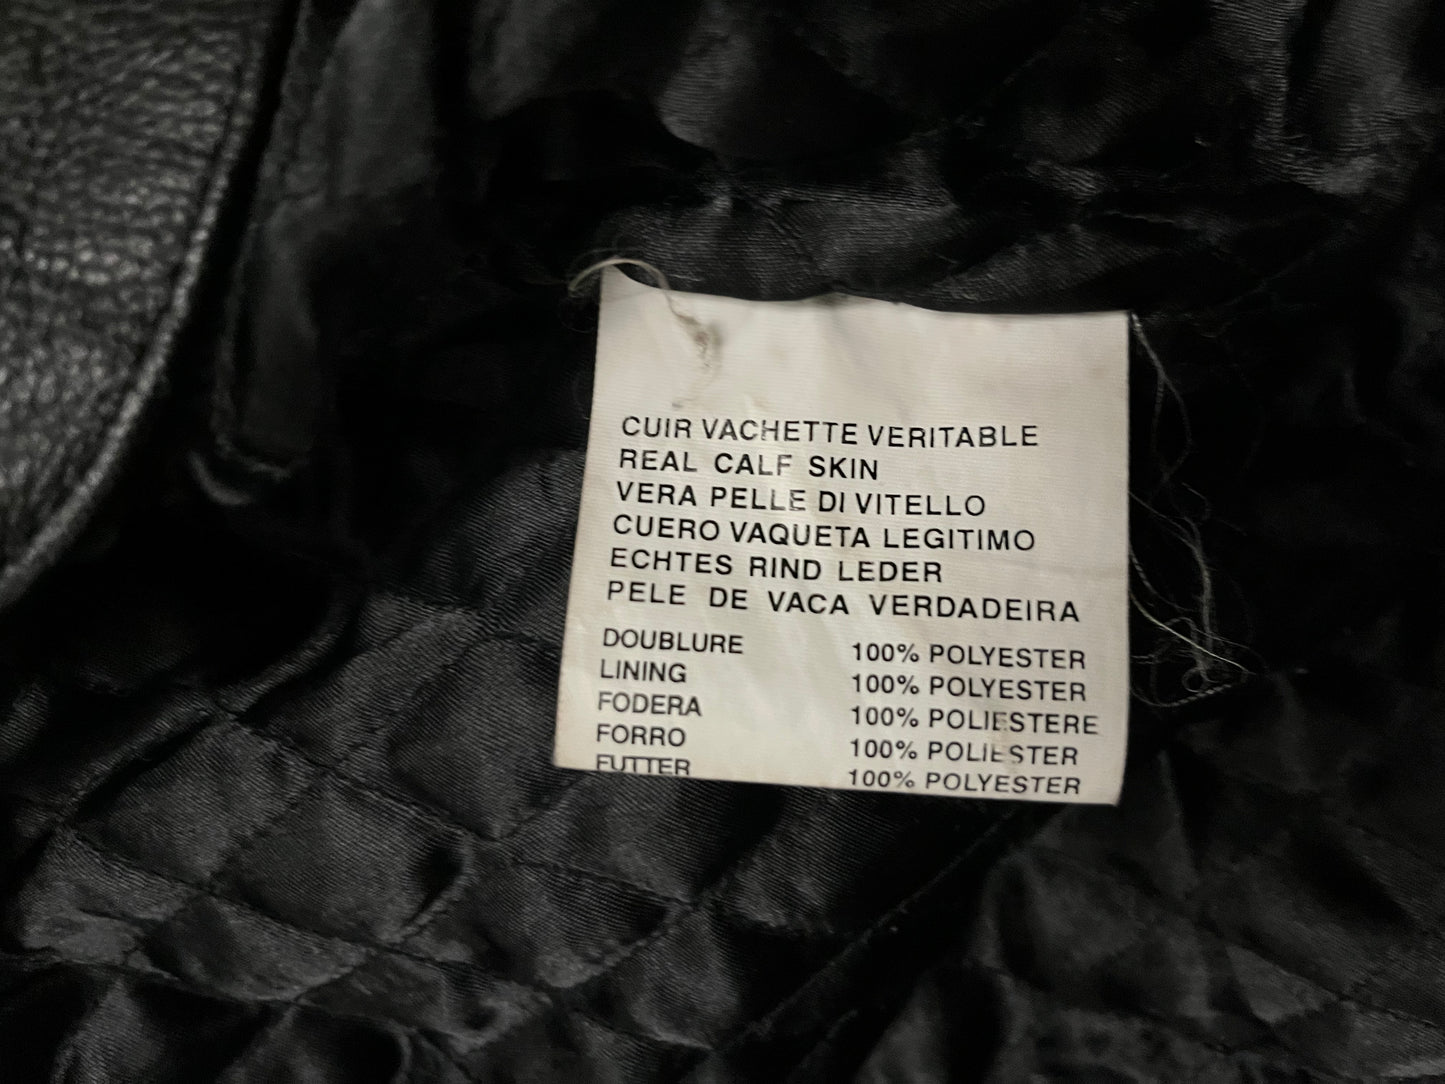 CUIR VACHETTE VERITABLE
REAL CALF SKIN
VERA PELLE DI VITELLO
CUERO VAQUETA LEGITIMO
ECHTES RIND LEDER
PELE DE VACA VERDADEIRA
DOUBLURE 100% POLYESTER
LINING 100% POLYESTER
FODERA 100% POLIESTERE
FORRO 100% POLIESTER
FUTTER 100% POLYESTER